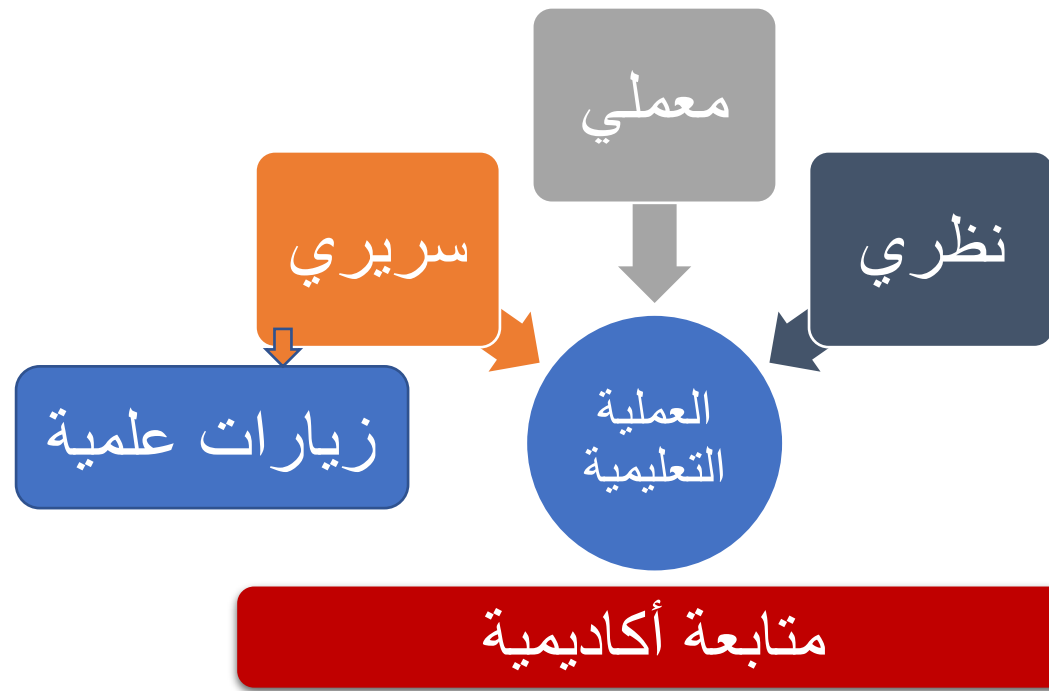 معملي
نظري
سريري
العملية
التعليمية
زيارات علمية
متابعة أكاديمية